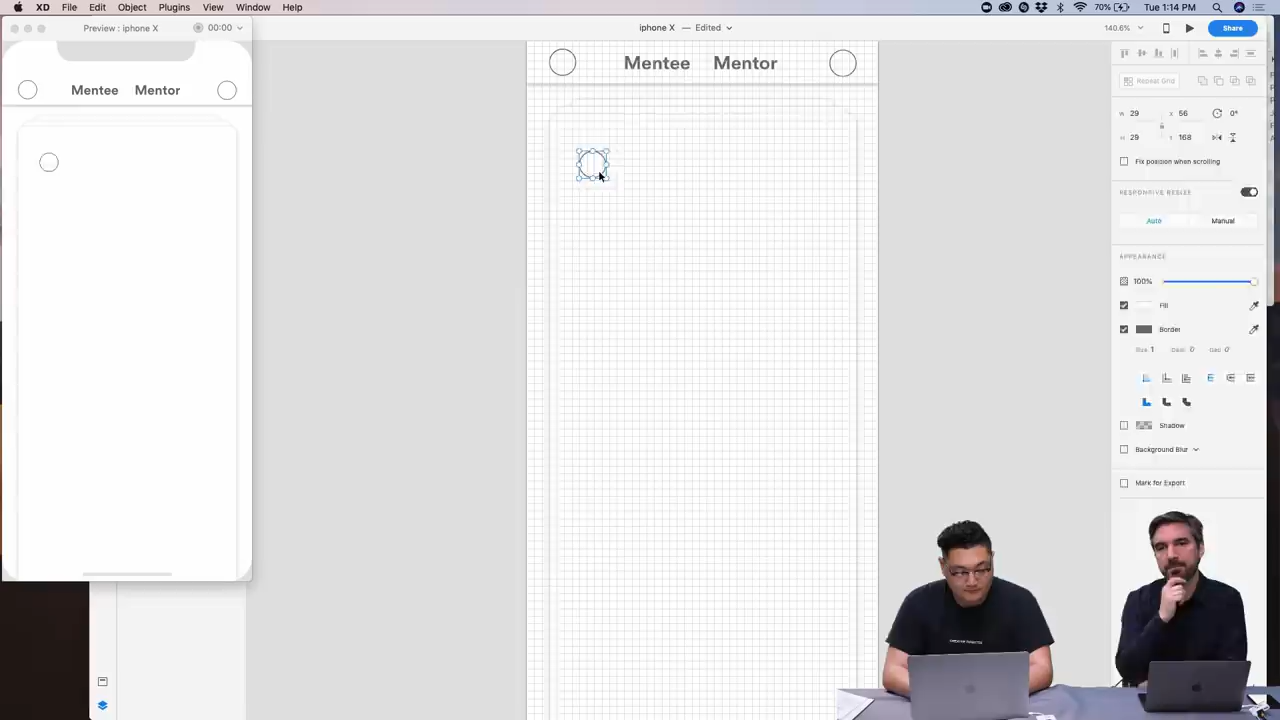 XD File Edit Object Plugins View Window Help
70% Tue 1:14 PM
Preview : iphone X 00:00
iphone X — Edited
140.6%
Share
Mentee Mentor
Mentee Mentor
Repeat Grid
W 29 X 56 0°
H 29 Y 168
Fix position when scrolling
RESPONSIVE RESIZE
Auto Manual
APPEARANCE
100%
Fill
Border
Size 1 Dash 0 Gap 0
Shadow
Background Blur
Mark for Export